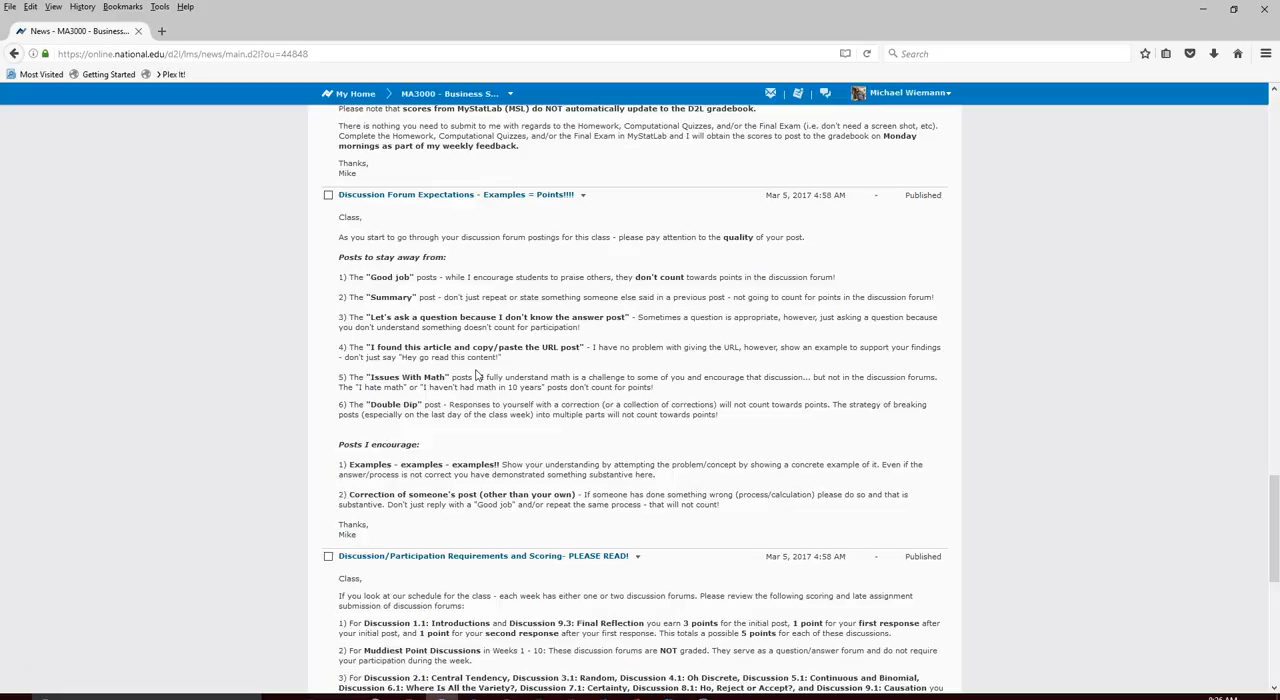 File Edit View History Bookmarks Tools Help
News - MA3000 - Business...
https://online.national.edu/d2l/lms/news/main.d2l?ou=44848
Search
Most Visited Getting Started > Plex It!
My Home MA3000 - Business S... Michael Wiemann
Please note that scores from MyStatLab (MSL) do NOT automatically update to the D2L gradebook.
There is nothing you need to submit to me with regards to the Homework, Computational Quizzes, and/or the Final Exam (i.e. don't need a screen shot, etc).
Complete the Homework, Computational Quizzes, and/or the Final Exam in MyStatLab and I will obtain the scores to post to the gradebook on Monday
mornings as part of my weekly feedback.
Thanks,
Mike
Discussion Forum Expectations - Examples = Points!!!! Mar 5, 2017 4:58 AM - Published
Class,
As you start to go through your discussion forum postings for this class - please pay attention to the quality of your post.
Posts to stay away from:
1) The "Good job" posts - while I encourage students to praise others, they don't count towards points in the discussion forum!
2) The "Summary" post - don't just repeat or state something someone else said in a previous post - not going to count for points in the discussion forum!
3) The "Let's ask a question because I don't know the answer post" - Sometimes a question is appropriate, however, just asking a question because
you don't understand something doesn't count for participation!
4) The "I found this article and copy/paste the URL post" - I have no problem with giving the URL, however, show an example to support your findings
- don't just say "Hey go read this content!"
5) The "Issues With Math" posts fully understand math is a challenge to some of you and encourage that discussion... but not in the discussion forums.
The "I hate math" or "I haven't had math in 10 years" posts don't count for points!
6) The "Double Dip" post - Responses to yourself with a correction (or a collection of corrections) will not count towards points. The strategy of breaking
posts (especially on the last day of the class week) into multiple parts will not count towards points!
Posts I encourage:
1) Examples - examples - examples!! Show your understanding by attempting the problem/concept by showing a concrete example of it. Even if the
answer/process is not correct you have demonstrated something substantive here.
2) Correction of someone's post (other than your own) - If someone has done something wrong (process/calculation) please do so and that is
substantive. Don't just reply with a "Good job" and/or repeat the same process - that will not count!
Thanks,
Mike
Discussion/Participation Requirements and Scoring- PLEASE READ! Mar 5, 2017 4:58 AM - Published
Class,
If you look at our schedule for the class - each week has either one or two discussion forums. Please review the following scoring and late assignment
submission of discussion forums:
1) For Discussion 1.1: Introductions and Discussion 9.3: Final Reflection you earn 3 points for the initial post, 1 point for your first response after
your initial post, and 1 point for your second response after your first response. This totals a possible 5 points for each of these discussions.
2) For Muddiest Point Discussions in Weeks 1 - 10: These discussion forums are NOT graded. They serve as a question/answer forum and do not require
your participation during the week.
3) For Discussion 2.1: Central Tendency, Discussion 3.1: Random, Discussion 4.1: Oh Discrete, Discussion 5.1: Continuous and Binomial,
Discussion 6.1: Where Is All the Variety?, Discussion 7.1: Certainty, Discussion 8.1: Ho, Reject or Accept?, and Discussion 9.1: Causation you